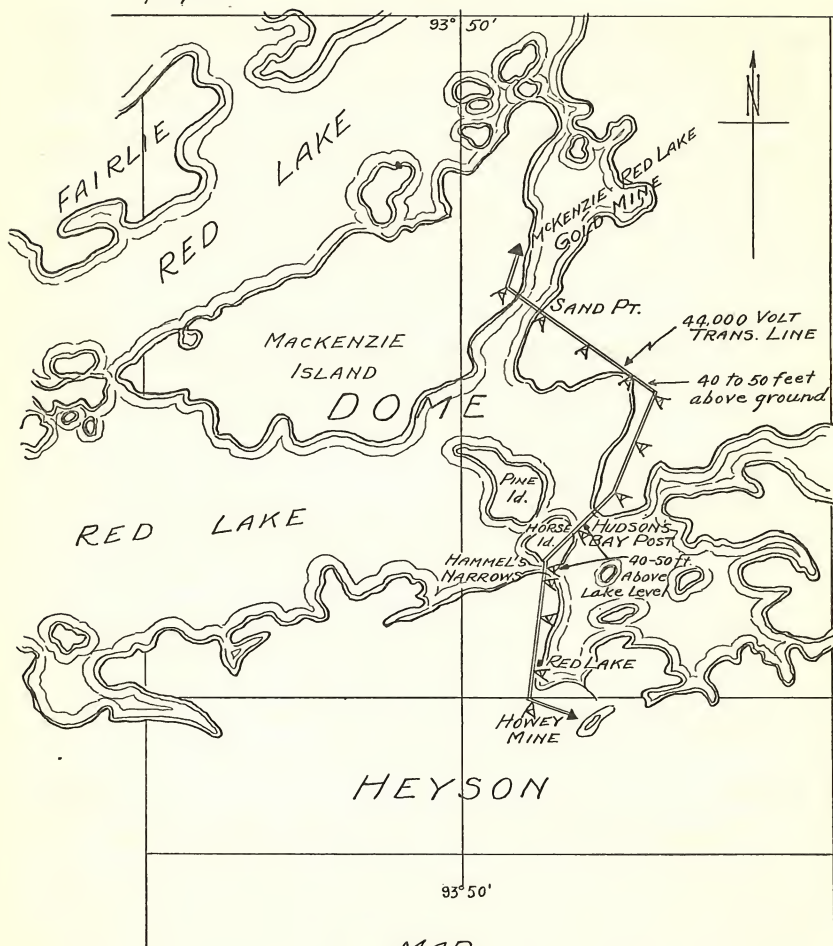 93° 50'
N
FAIRLIE
RED LAKE
McKENZIE RED LAKE
GOLD MINE
SAND PT.
44,000 VOLT
TRANS. LINE
MACKENZIE
ISLAND
40 TO 50 feet
above ground
DOME
PINE
Id.
RED LAKE
HORSE
Id.
HUDSON'S
BAY POST
HAMMEL'S
NARROWS
40-50 ft.
Above
Lake Level
RED LAKE
HOWEY
MINE
HEYSON
93° 50'
MAP